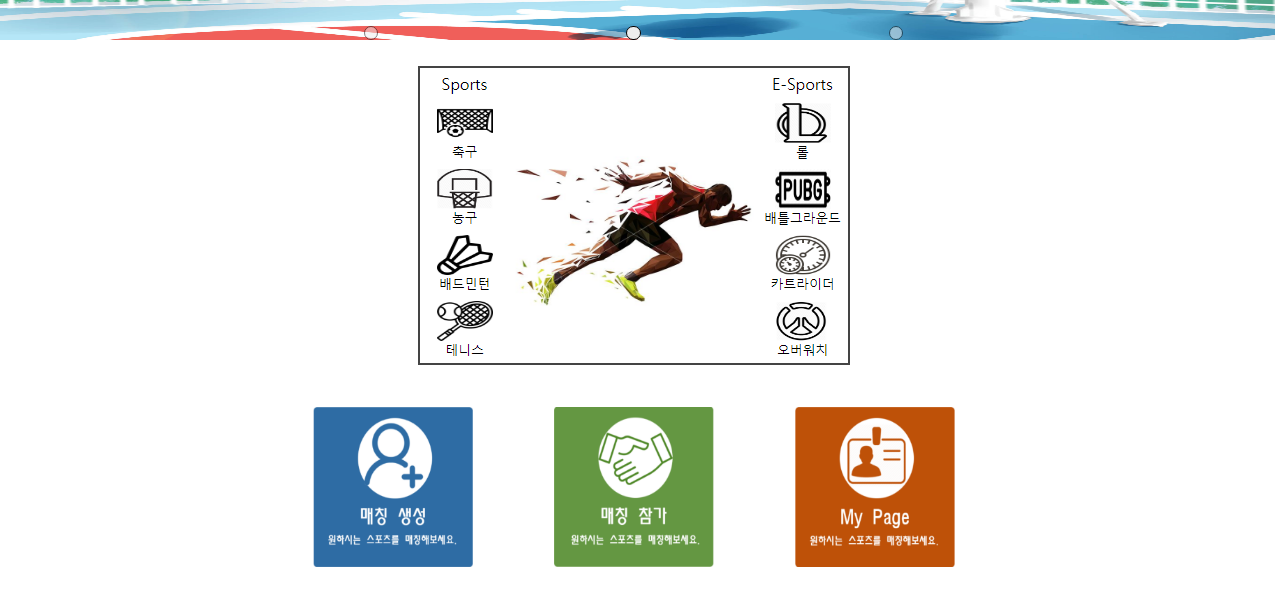 Sports
축구
농구
배드민턴
테니스
E-Sports
롤
PUBG
배틀그라운드
카트라이더
오버워치
매칭 생성
원하시는 스포츠를 매칭해보세요.
매칭 참가
원하시는 스포츠를 매칭해보세요.
My Page
원하시는 스포츠를 매칭해보세요.